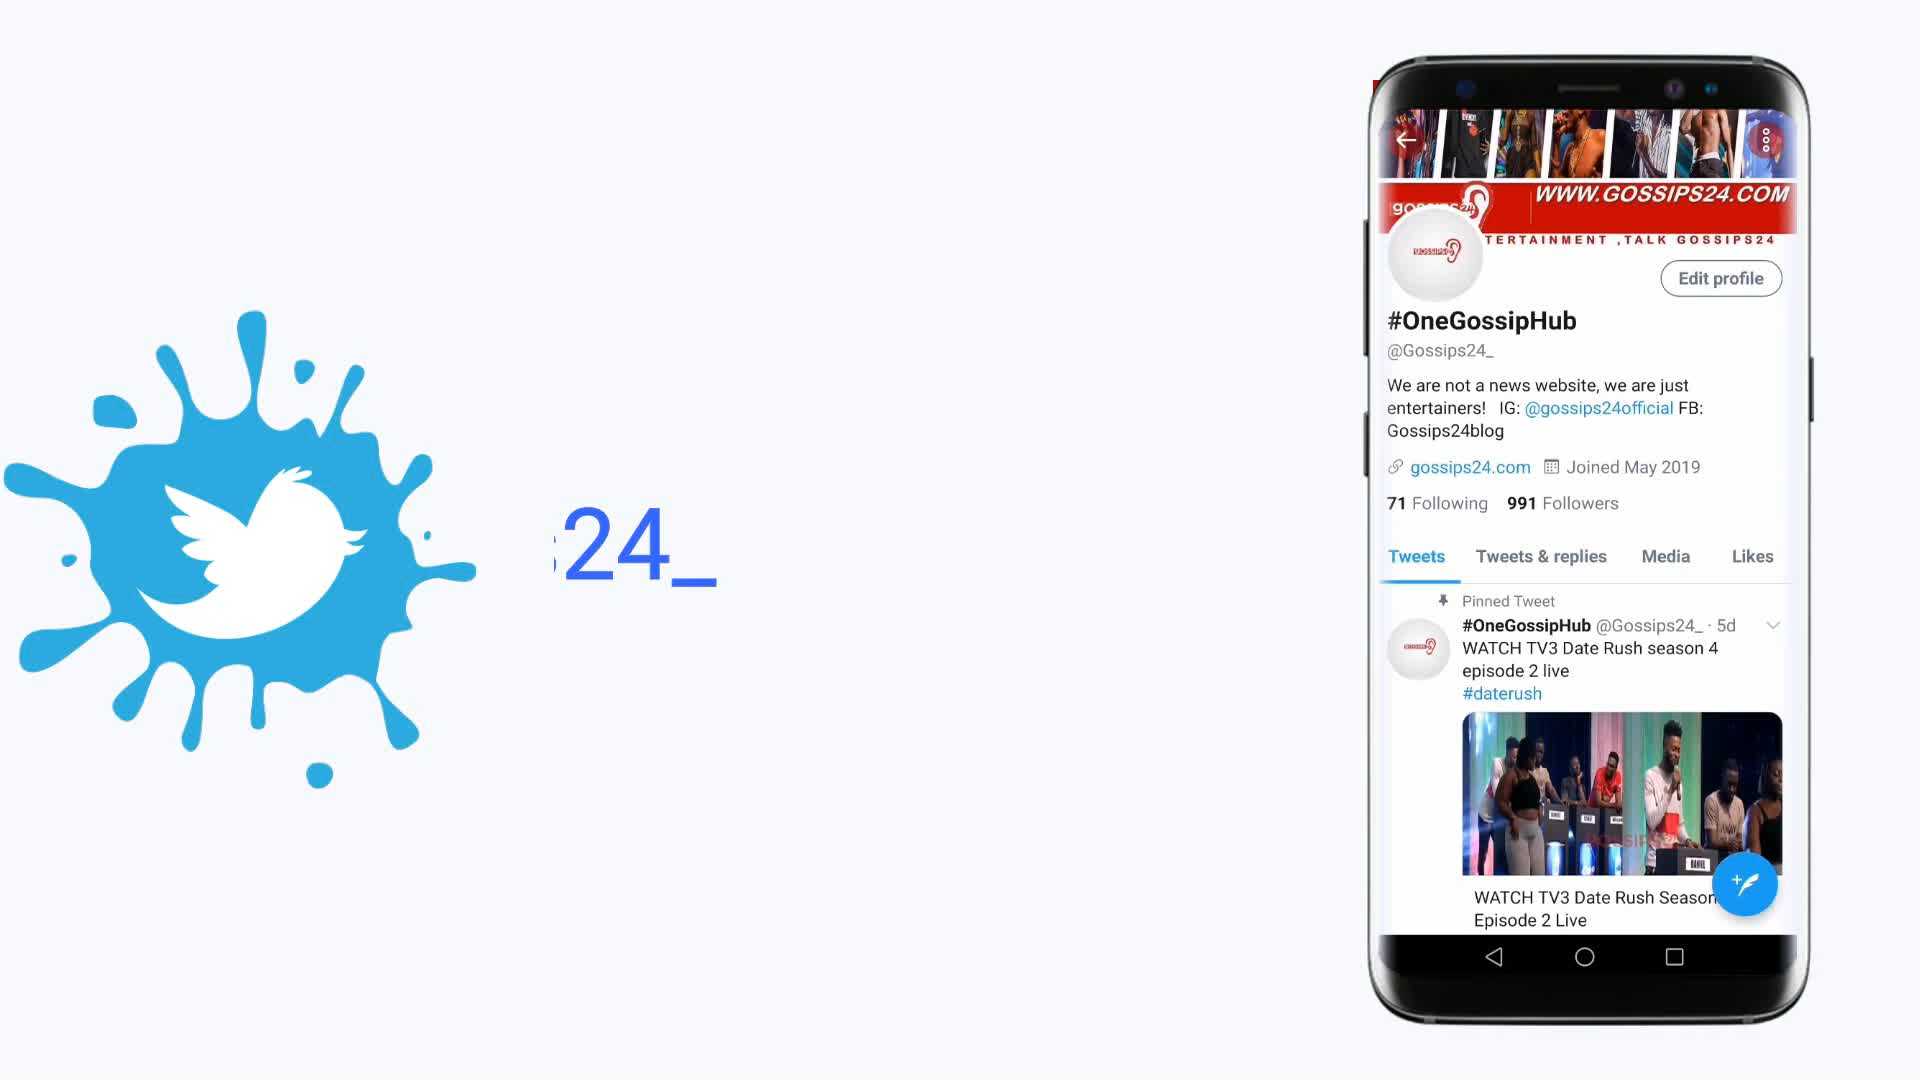 24_
WWW.GOSSIPS24.COM
TERTAINMENT ,TALK GOSSIPS24
GOSSIPS24
Edit profile
#OneGossipHub
@Gossips24_
We are not a news website, we are just
entertainers! IG: @gossips24official FB:
Gossips24blog
gossips24.com Joined May 2019
71 Following 991 Followers
Tweets Tweets & replies Media Likes
Pinned Tweet
#OneGossipHub @Gossips24_ · 5d
WATCH TV3 Date Rush season 4
episode 2 live
#daterush
WATCH TV3 Date Rush Season
Episode 2 Live